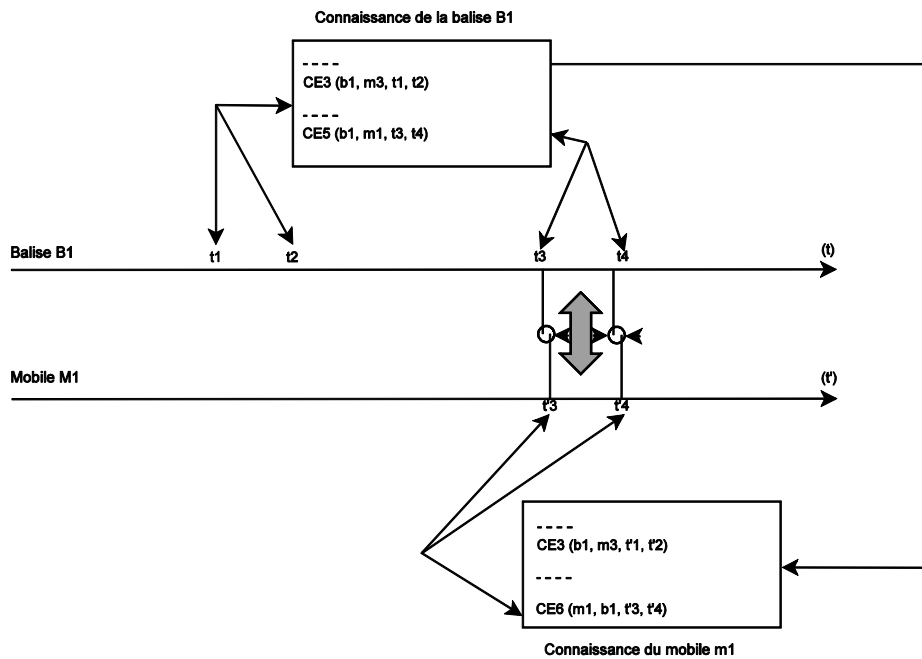 Connaissance de la balise B1
-----
CE3 (b1, m3, t1, t2)
-----
CE5 (b1, m1, t3, t4)
Balise B1
t1
t2
t3
t4
(t)
Mobile M1
(t')
t'3
t'4
-----
CE3 (b1, m3, t'1, t'2)
-----
CE6 (m1, b1, t'3, t'4)
Connaissance du mobile m1